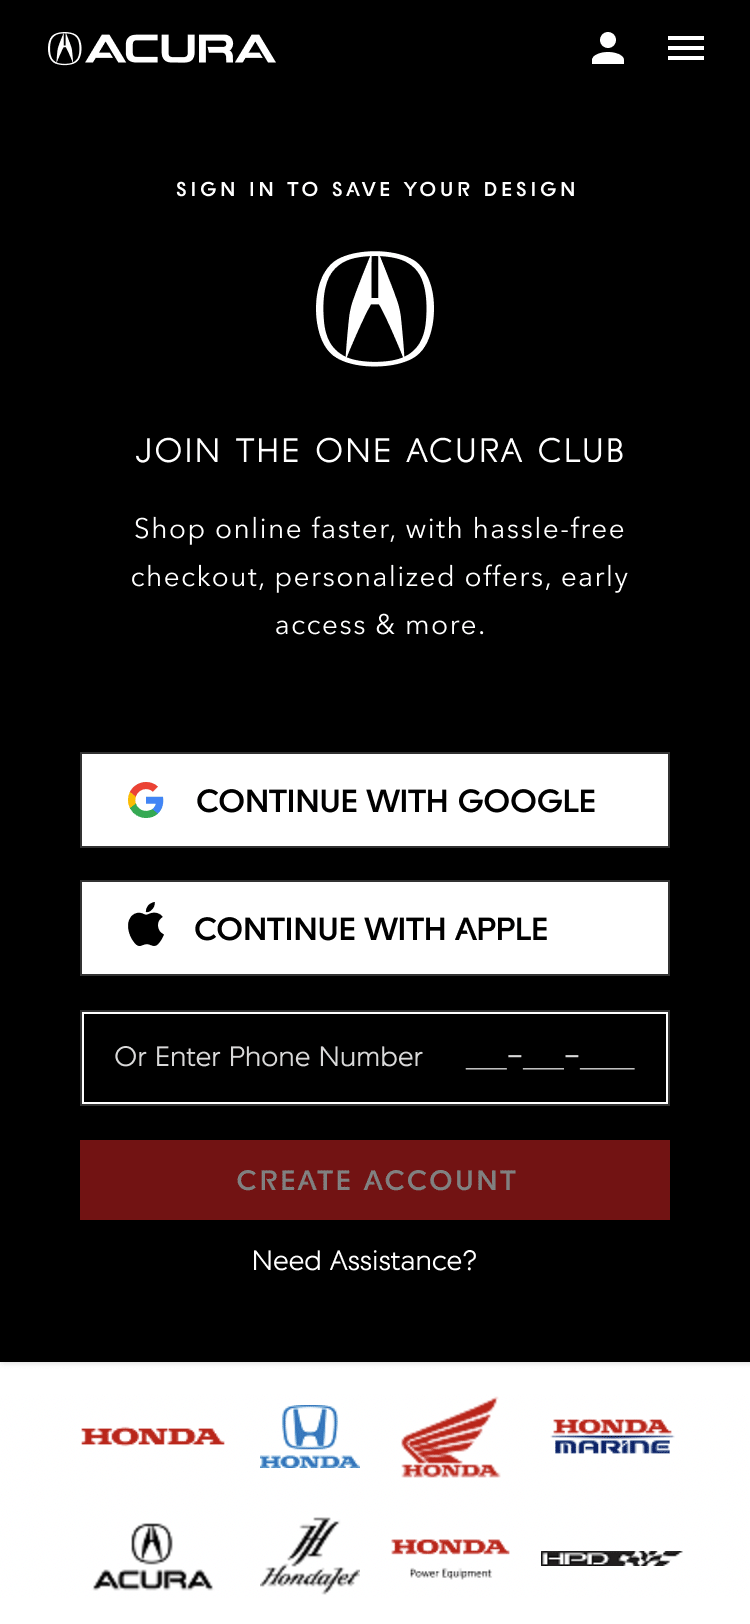 ACURA
SIGN IN TO SAVE YOUR DESIGN
JOIN THE ONE ACURA CLUB
Shop online faster, with hassle-free
checkout, personalized offers, early
access & more.
CONTINUE WITH GOOGLE
CONTINUE WITH APPLE
Or Enter Phone Number ___-___-____
CREATE ACCOUNT
Need Assistance?
HONDA
HONDA
HONDA
HONDA
MARINE
ACURA
HondaJet
HONDA
Power Equipment
HPD